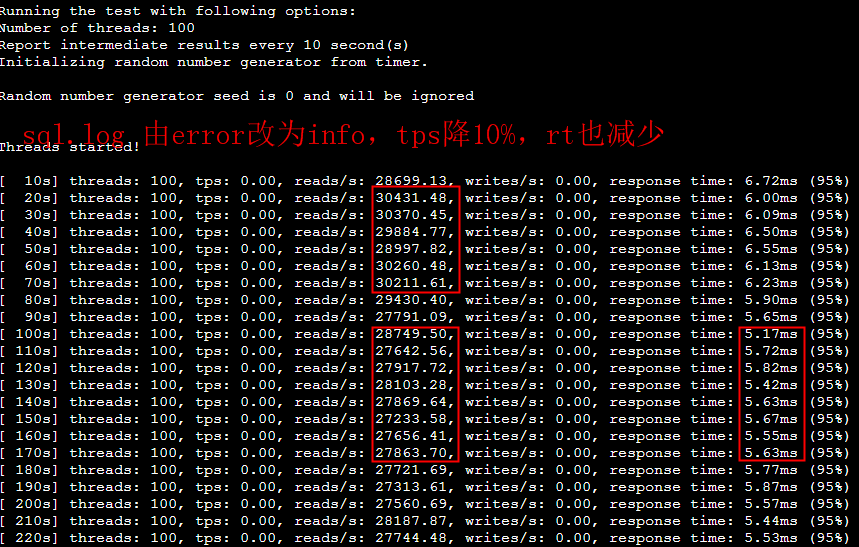 Running the test with following options:
Number of threads: 100
Report intermediate results every 10 second(s)
Initializing random number generator from timer.
Random number generator seed is 0 and will be ignored
sql.log 由error改为info，tps降10%，rt也减少
Threads started!
[  10s] threads: 100, tps: 0.00, reads/s: 28699.13, writes/s: 0.00, response time: 6.72ms (95%)
[  20s] threads: 100, tps: 0.00, reads/s: 30431.48, writes/s: 0.00, response time: 6.00ms (95%)
[  30s] threads: 100, tps: 0.00, reads/s: 30370.45, writes/s: 0.00, response time: 6.09ms (95%)
[  40s] threads: 100, tps: 0.00, reads/s: 29884.77, writes/s: 0.00, response time: 6.50ms (95%)
[  50s] threads: 100, tps: 0.00, reads/s: 28997.82, writes/s: 0.00, response time: 6.55ms (95%)
[  60s] threads: 100, tps: 0.00, reads/s: 30260.48, writes/s: 0.00, response time: 6.13ms (95%)
[  70s] threads: 100, tps: 0.00, reads/s: 30211.61, writes/s: 0.00, response time: 6.23ms (95%)
[  80s] threads: 100, tps: 0.00, reads/s: 29430.40, writes/s: 0.00, response time: 5.90ms (95%)
[  90s] threads: 100, tps: 0.00, reads/s: 27791.09, writes/s: 0.00, response time: 5.65ms (95%)
[ 100s] threads: 100, tps: 0.00, reads/s: 28749.50, writes/s: 0.00, response time: 5.17ms (95%)
[ 110s] threads: 100, tps: 0.00, reads/s: 27642.56, writes/s: 0.00, response time: 5.72ms (95%)
[ 120s] threads: 100, tps: 0.00, reads/s: 27917.72, writes/s: 0.00, response time: 5.82ms (95%)
[ 130s] threads: 100, tps: 0.00, reads/s: 28103.28, writes/s: 0.00, response time: 5.42ms (95%)
[ 140s] threads: 100, tps: 0.00, reads/s: 27869.64, writes/s: 0.00, response time: 5.63ms (95%)
[ 150s] threads: 100, tps: 0.00, reads/s: 27233.58, writes/s: 0.00, response time: 5.67ms (95%)
[ 160s] threads: 100, tps: 0.00, reads/s: 27656.41, writes/s: 0.00, response time: 5.55ms (95%)
[ 170s] threads: 100, tps: 0.00, reads/s: 27863.70, writes/s: 0.00, response time: 5.63ms (95%)
[ 180s] threads: 100, tps: 0.00, reads/s: 27721.69, writes/s: 0.00, response time: 5.77ms (95%)
[ 190s] threads: 100, tps: 0.00, reads/s: 27313.61, writes/s: 0.00, response time: 5.87ms (95%)
[ 200s] threads: 100, tps: 0.00, reads/s: 27560.69, writes/s: 0.00, response time: 5.57ms (95%)
[ 210s] threads: 100, tps: 0.00, reads/s: 28187.87, writes/s: 0.00, response time: 5.44ms (95%)
[ 220s] threads: 100, tps: 0.00, reads/s: 27744.48, writes/s: 0.00, response time: 5.53ms (95%)